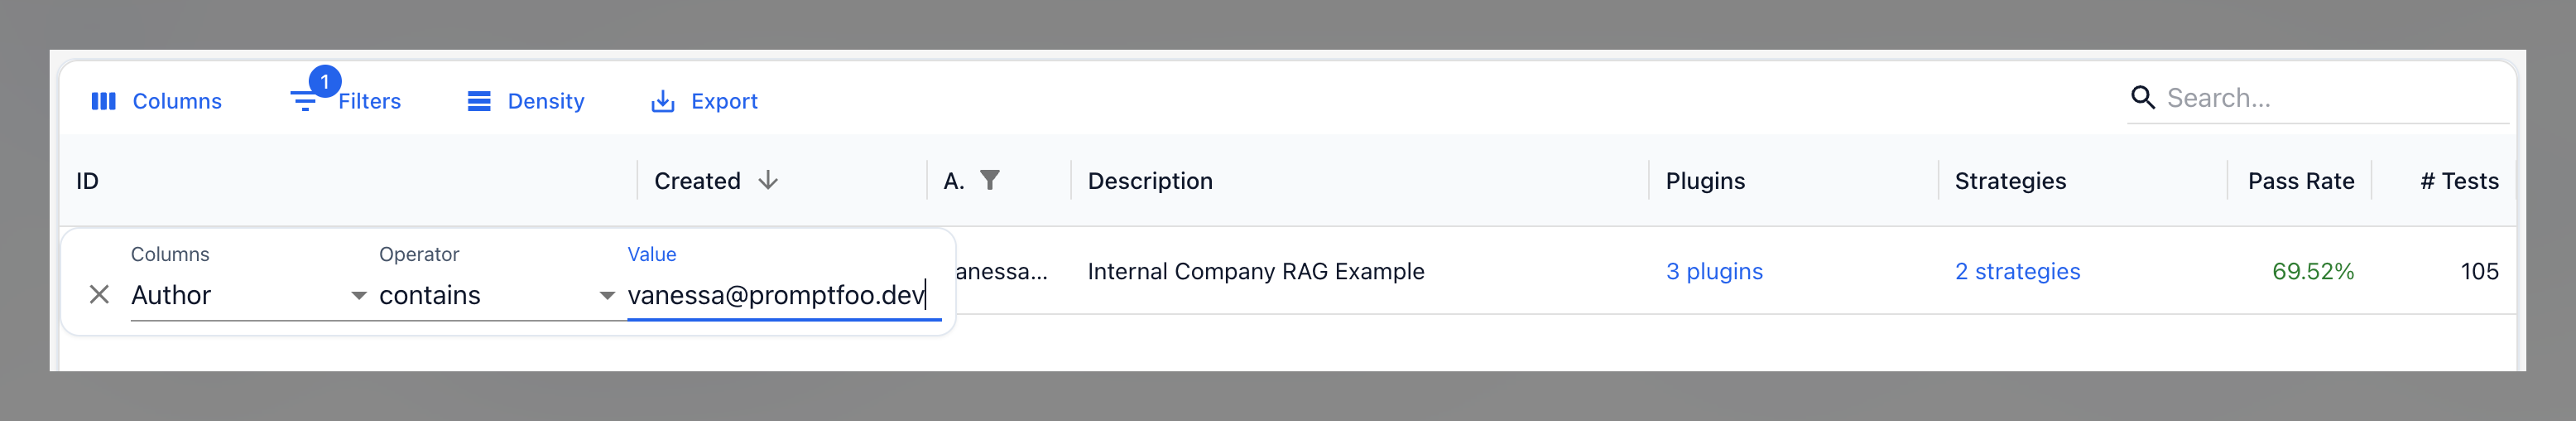 1
Columns Filters Density Export Search...
ID Created A. Description Plugins Strategies Pass Rate # Tests
Columns Operator Value
Author contains vanessa@promptfoo.dev
anessa... Internal Company RAG Example 3 plugins 2 strategies 69.52% 105